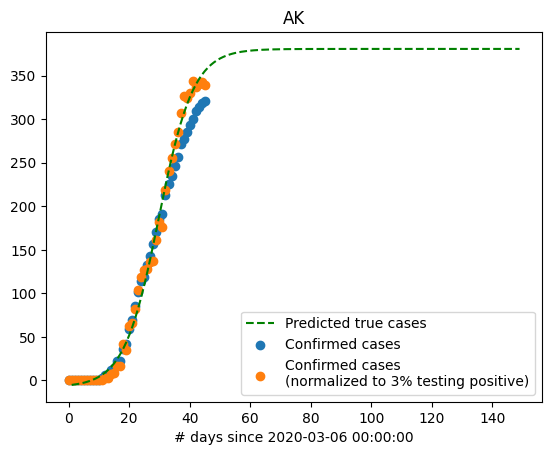 AK
350
300
250
200
150
100
50
0
Predicted true cases
Confirmed cases
Confirmed cases
(normalized to 3% testing positive)
0 20 40 60 80 100 120 140
# days since 2020-03-06 00:00:00